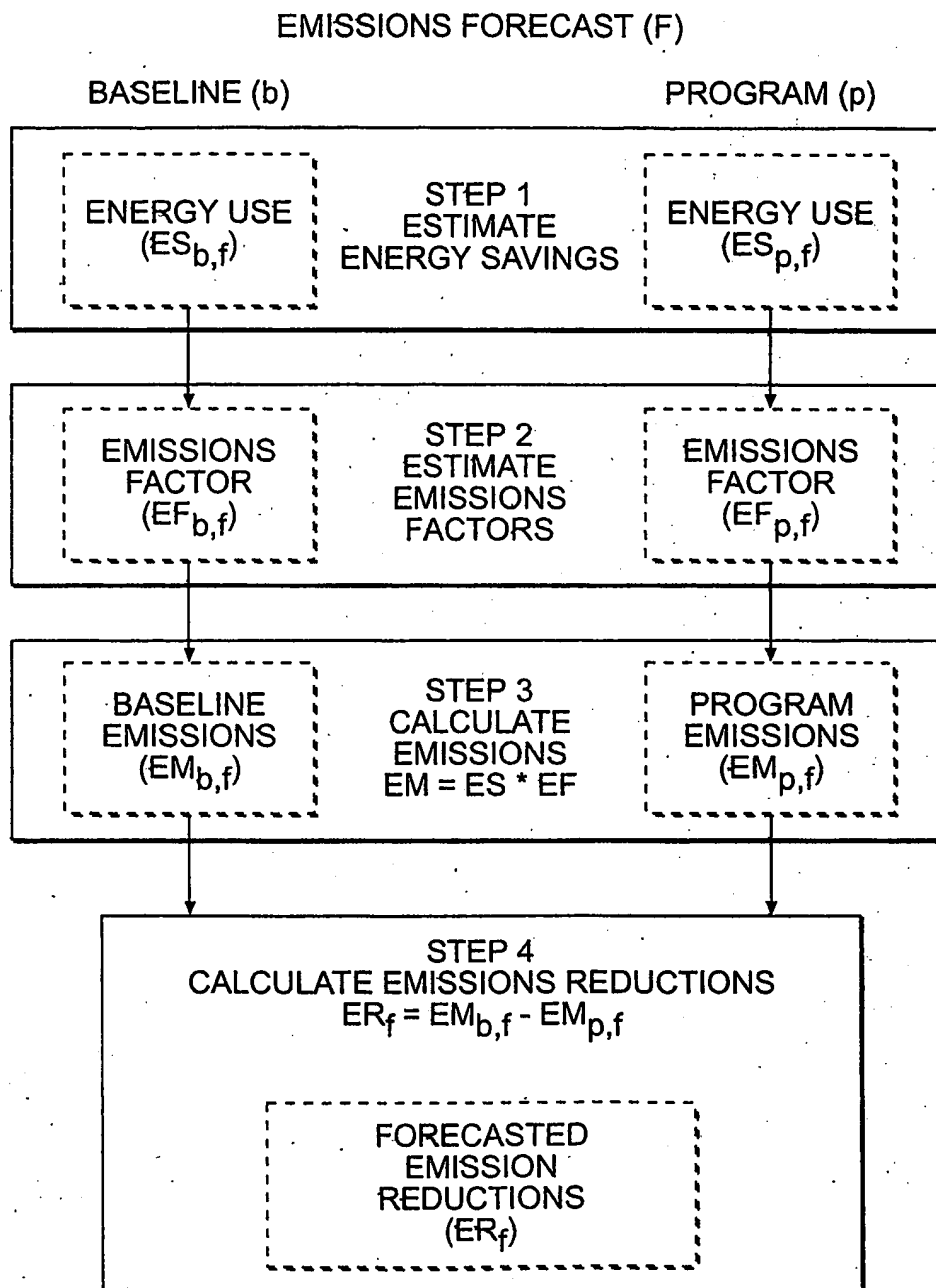 EMISSIONS FORECAST (F)
BASELINE (b)
PROGRAM (p)
ENERGY USE
(ES_b,f)
STEP 1
ESTIMATE
ENERGY SAVINGS
ENERGY USE
(ES_p,f)
EMISSIONS
FACTOR
(EF_b,f)
STEP 2
ESTIMATE
EMISSIONS
FACTORS
EMISSIONS
FACTOR
(EF_p,f)
BASELINE
EMISSIONS
(EM_b,f)
STEP 3
CALCULATE
EMISSIONS
EM = ES * EF
PROGRAM
EMISSIONS
(EM_p,f)
STEP 4
CALCULATE EMISSIONS REDUCTIONS
ER_f = EM_b,f - EM_p,f
FORECASTED
EMISSION
REDUCTIONS
(ER_f)